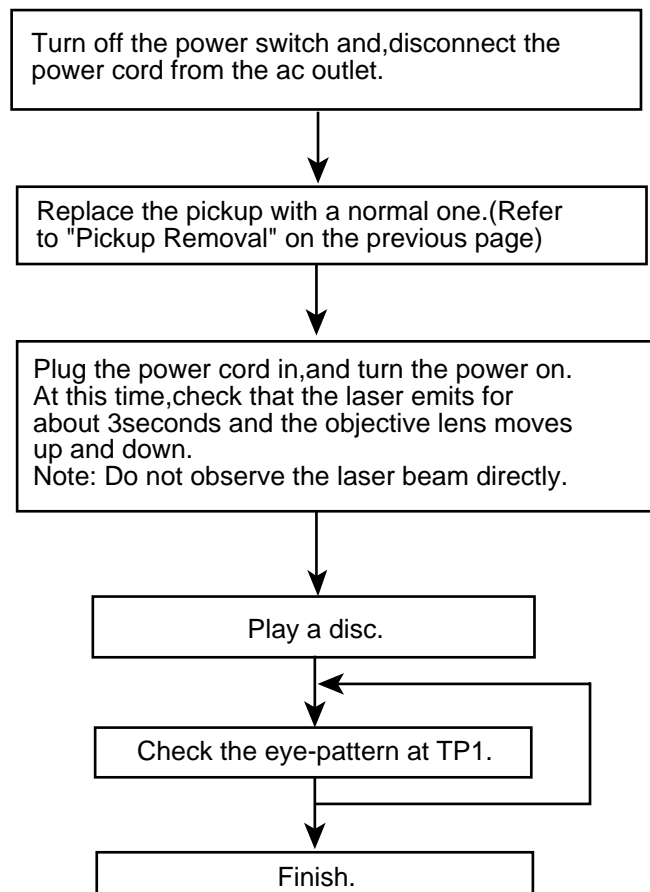 Turn off the power switch and,disconnect the
power cord from the ac outlet.
Replace the pickup with a normal one.(Refer
to "Pickup Removal" on the previous page)
Plug the power cord in,and turn the power on.
At this time,check that the laser emits for
about 3seconds and the objective lens moves
up and down.
Note: Do not observe the laser beam directly.
Play a disc.
Check the eye-pattern at TP1.
Finish.